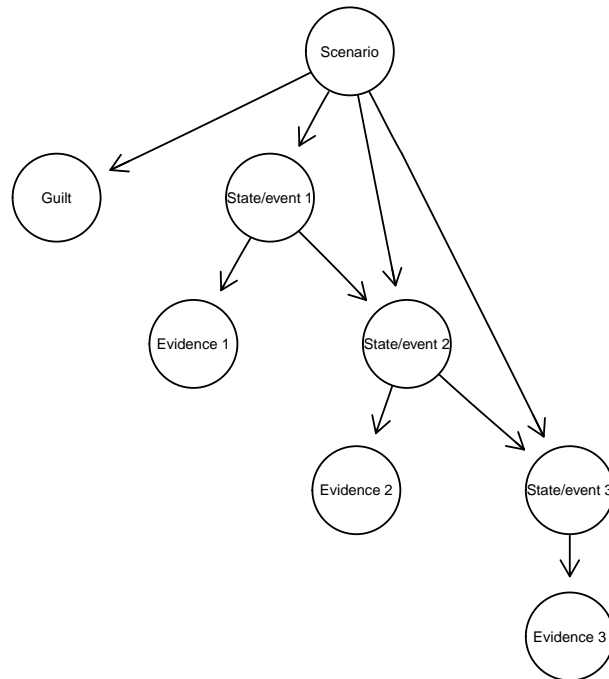 Scenario
Guilt
State/event 1
Evidence 1
State/event 2
Evidence 2
State/event 3
Evidence 3